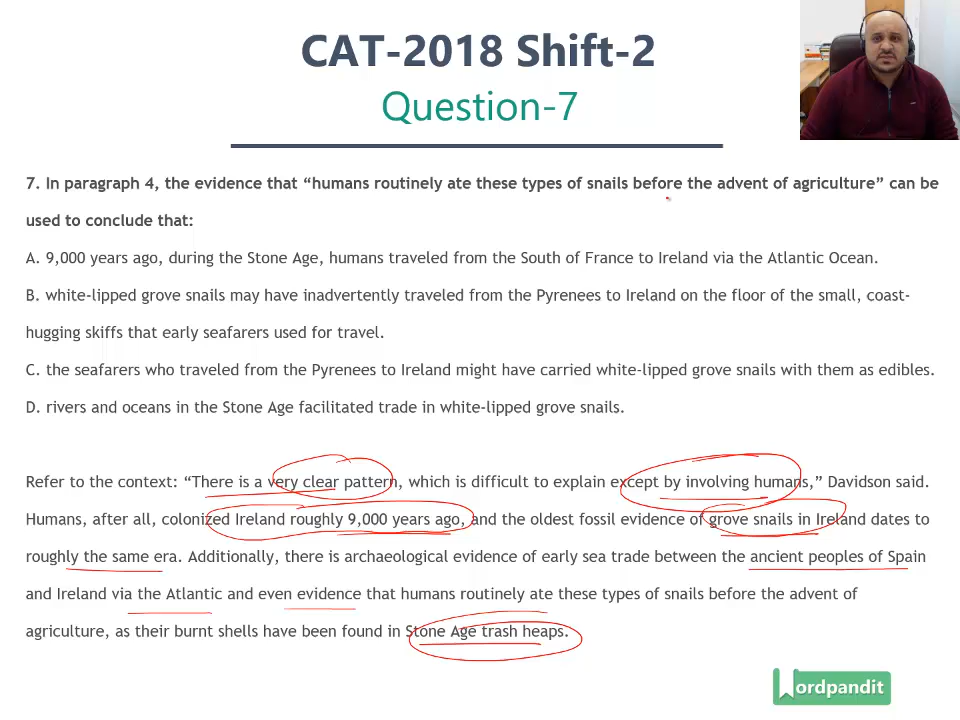 CAT-2018 Shift-2
Question-7
7. In paragraph 4, the evidence that “humans routinely ate these types of snails before the advent of agriculture” can be
used to conclude that:
A. 9,000 years ago, during the Stone Age, humans traveled from the South of France to Ireland via the Atlantic Ocean.
B. white-lipped grove snails may have inadvertently traveled from the Pyrenees to Ireland on the floor of the small, coast-
hugging skiffs that early seafarers used for travel.
C. the seafarers who traveled from the Pyrenees to Ireland might have carried white-lipped grove snails with them as edibles.
D. rivers and oceans in the Stone Age facilitated trade in white-lipped grove snails.
Refer to the context: “There is a very clear pattern, which is difficult to explain except by involving humans,” Davidson said.
Humans, after all, colonized Ireland roughly 9,000 years ago, and the oldest fossil evidence of grove snails in Ireland dates to
roughly the same era. Additionally, there is archaeological evidence of early sea trade between the ancient peoples of Spain
and Ireland via the Atlantic and even evidence that humans routinely ate these types of snails before the advent of
agriculture, as their burnt shells have been found in Stone Age trash heaps.
Wordpandit